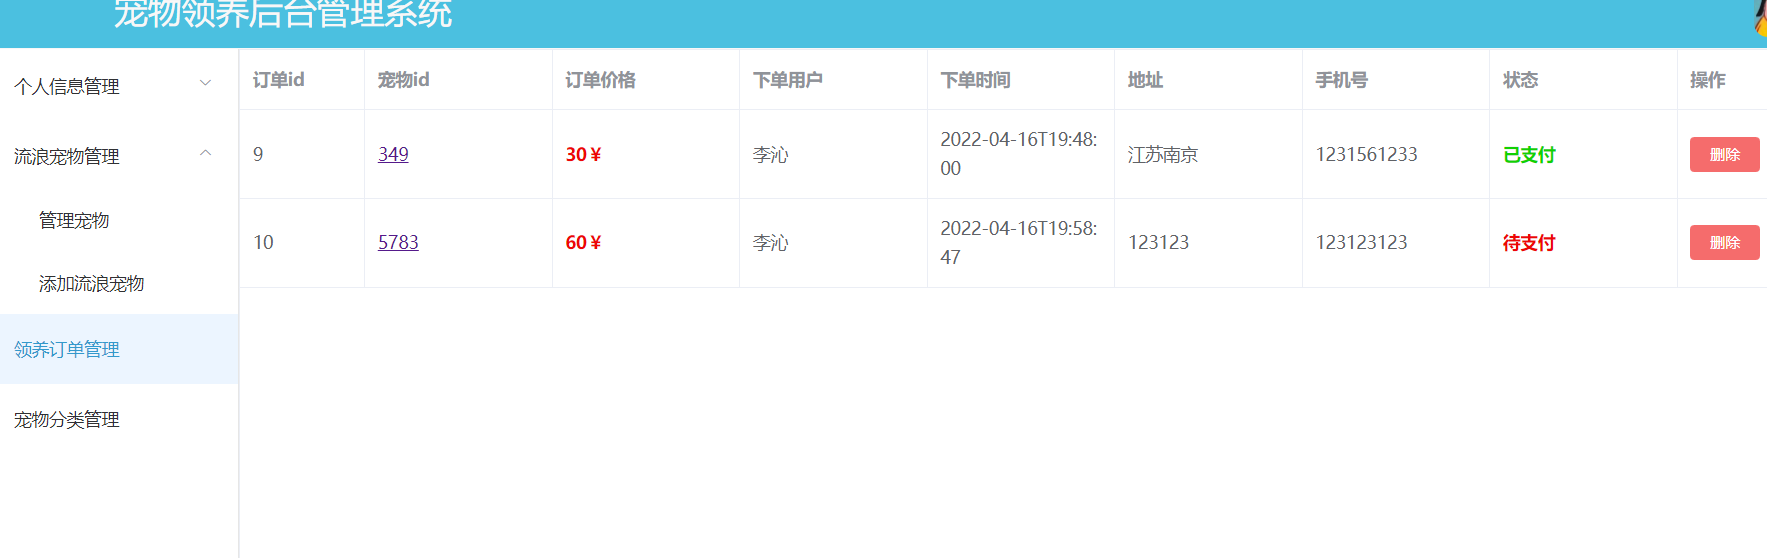 宠物领养后台管理系统
个人信息管理
流浪宠物管理
管理宠物
添加流浪宠物
领养订单管理
宠物分类管理
订单id 宠物id 订单价格 下单用户 下单时间 地址 手机号 状态 操作
9 349 30 ¥ 李沁 2022-04-16T19:48:
00 江苏南京 1231561233 已支付 删除
10 5783 60 ¥ 李沁 2022-04-16T19:58:
47 123123 123123123 待支付 删除